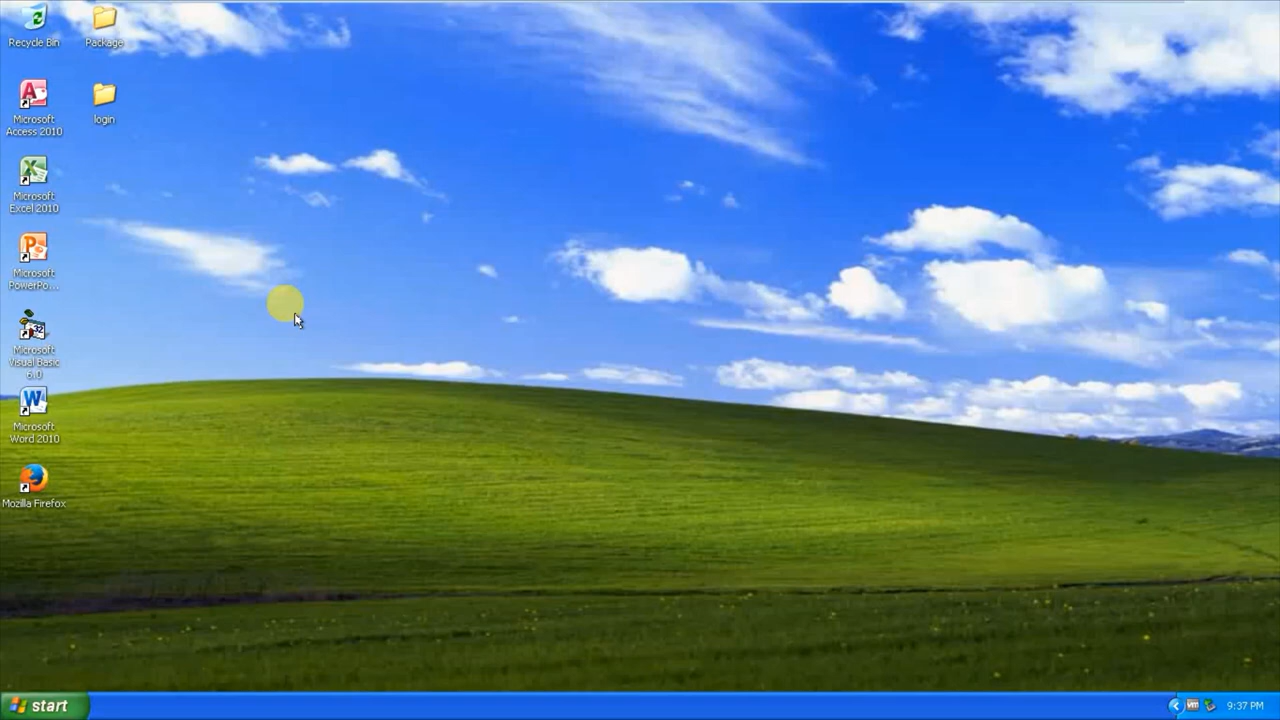 Recycle Bin
Package
Microsoft
Access 2010
login
Microsoft
Excel 2010
Microsoft
PowerPo...
Microsoft
Visual Basic
6.0
Microsoft
Word 2010
Mozilla Firefox
start
9:37 PM